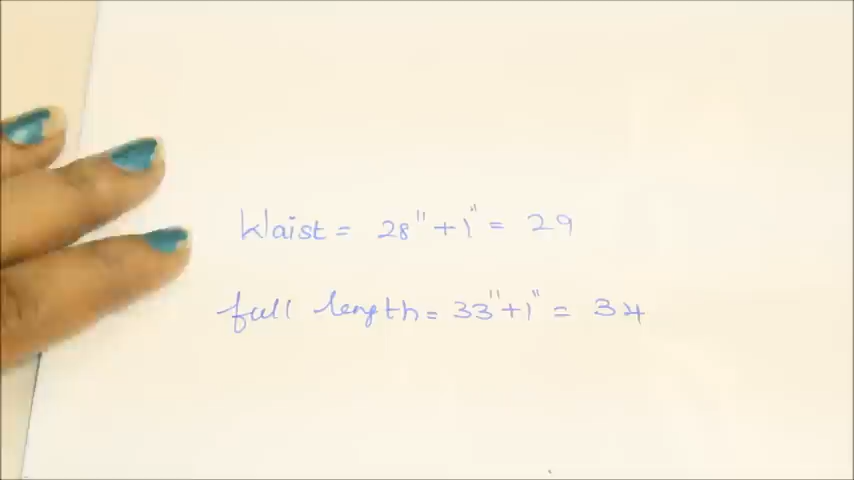 Waist = 28" + 1" = 29
full length = 33" + 1" = 34